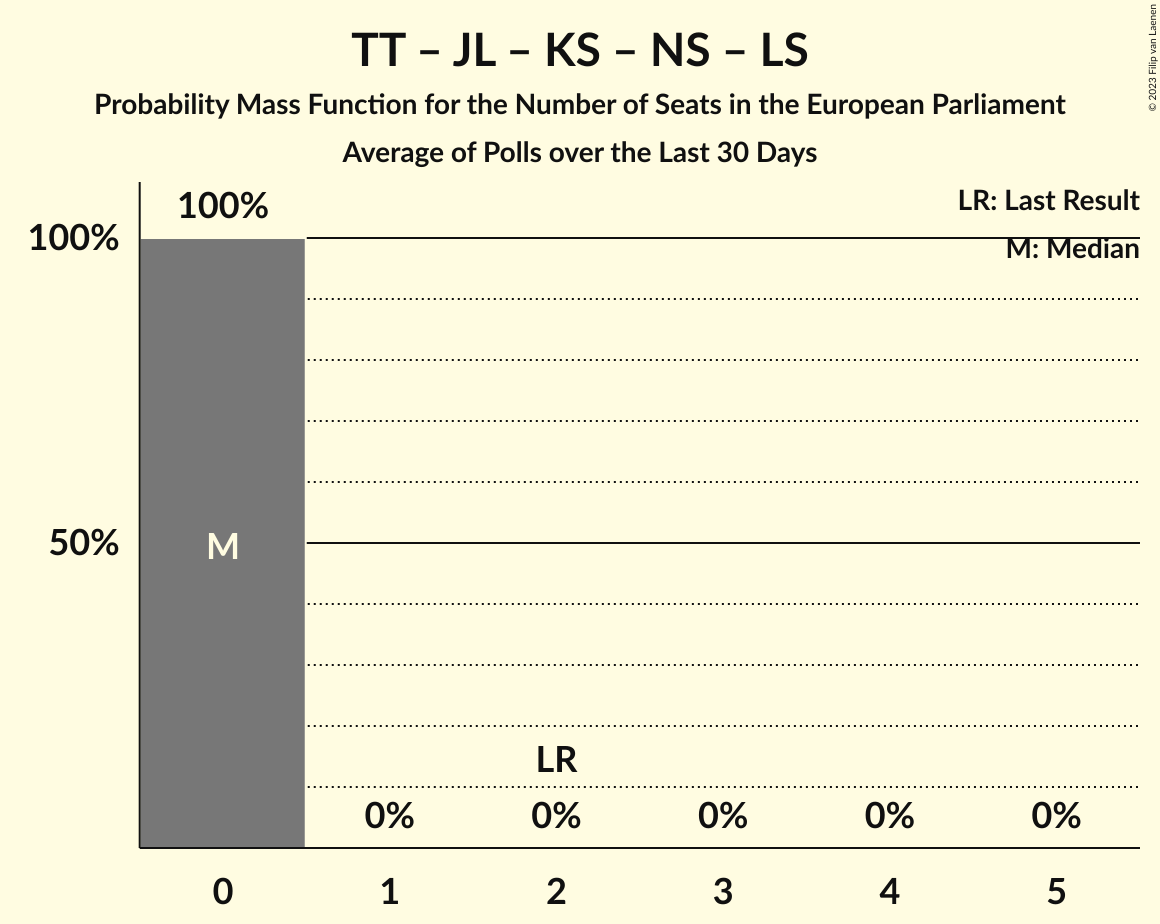 TT – JL – KS – NS – LS
Probability Mass Function for the Number of Seats in the European Parliament
Average of Polls over the Last 30 Days
© 2023 Filip van Laenen
LR: Last Result
M: Median
100%
100%
50%
M
LR
0% 0% 0% 0% 0%
0 1 2 3 4 5